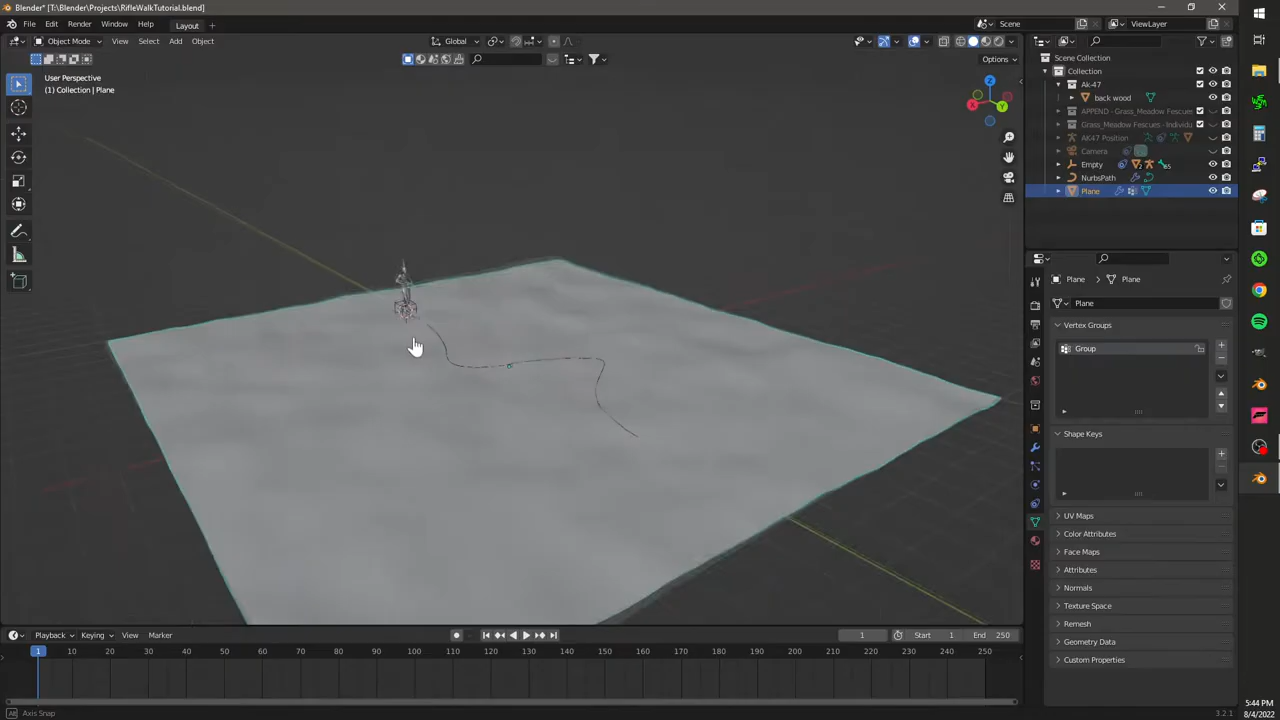 Blender* [T:\Blender\Projects\RifleWalkTutorial.blend]
File Edit Render Window Help Layout + Scene ViewLayer
Object Mode View Select Add Object Global
Options
User Perspective
(1) Collection | Plane
Z
X
Y
Scene Collection
Collection
Ak-47
back wood
APPEND - Grass_Meadow Fescues
Grass_Meadow Fescues - Individu
AK47 Position
Camera
Empty
NurbsPath
Plane
Plane > Plane
Plane
Vertex Groups
Group
Shape Keys
UV Maps
Color Attributes
Face Maps
Attributes
Normals
Texture Space
Remesh
Geometry Data
Custom Properties
Playback Keying View Marker 1 Start 1 End 250
1 10 20 30 40 50 60 70 80 90 100 110 120 130 140 150 160 170 180 190 200 210 220 230 240 250
Axis Snap
3.2.1
5:44 PM
8/4/2022